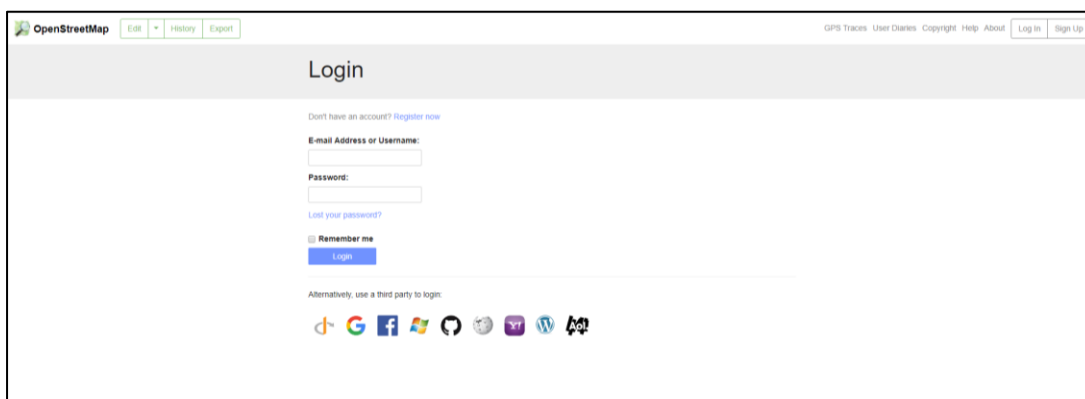 OpenStreetMap Edit History Export GPS Traces User Diaries Copyright Help About Log In Sign Up
Login
Don't have an account? Register now
E-mail Address or Username:
Password:
Lost your password?
Remember me
Login
Alternatively, use a third party to login:
Aol.